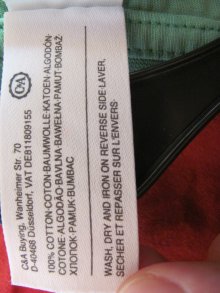 C&A
C&A Buying, Wanheimer Str. 70
D-40468 Düsseldorf, VAT DE811809155
100% COTTON-COTTON-BAUMWOLLE-KATOEN-ALGODÓN-
COTONE-ALGODÃO-BAVLNA-BAWEŁNA-PAMUT-BOMBAŽ
ХЛОПОК-PAMUK-BUMBAC
WASH, DRY AND IRON ON REVERSE SIDE-LAVER,
SECHER ET REPASSER SUR L'ENVERS-